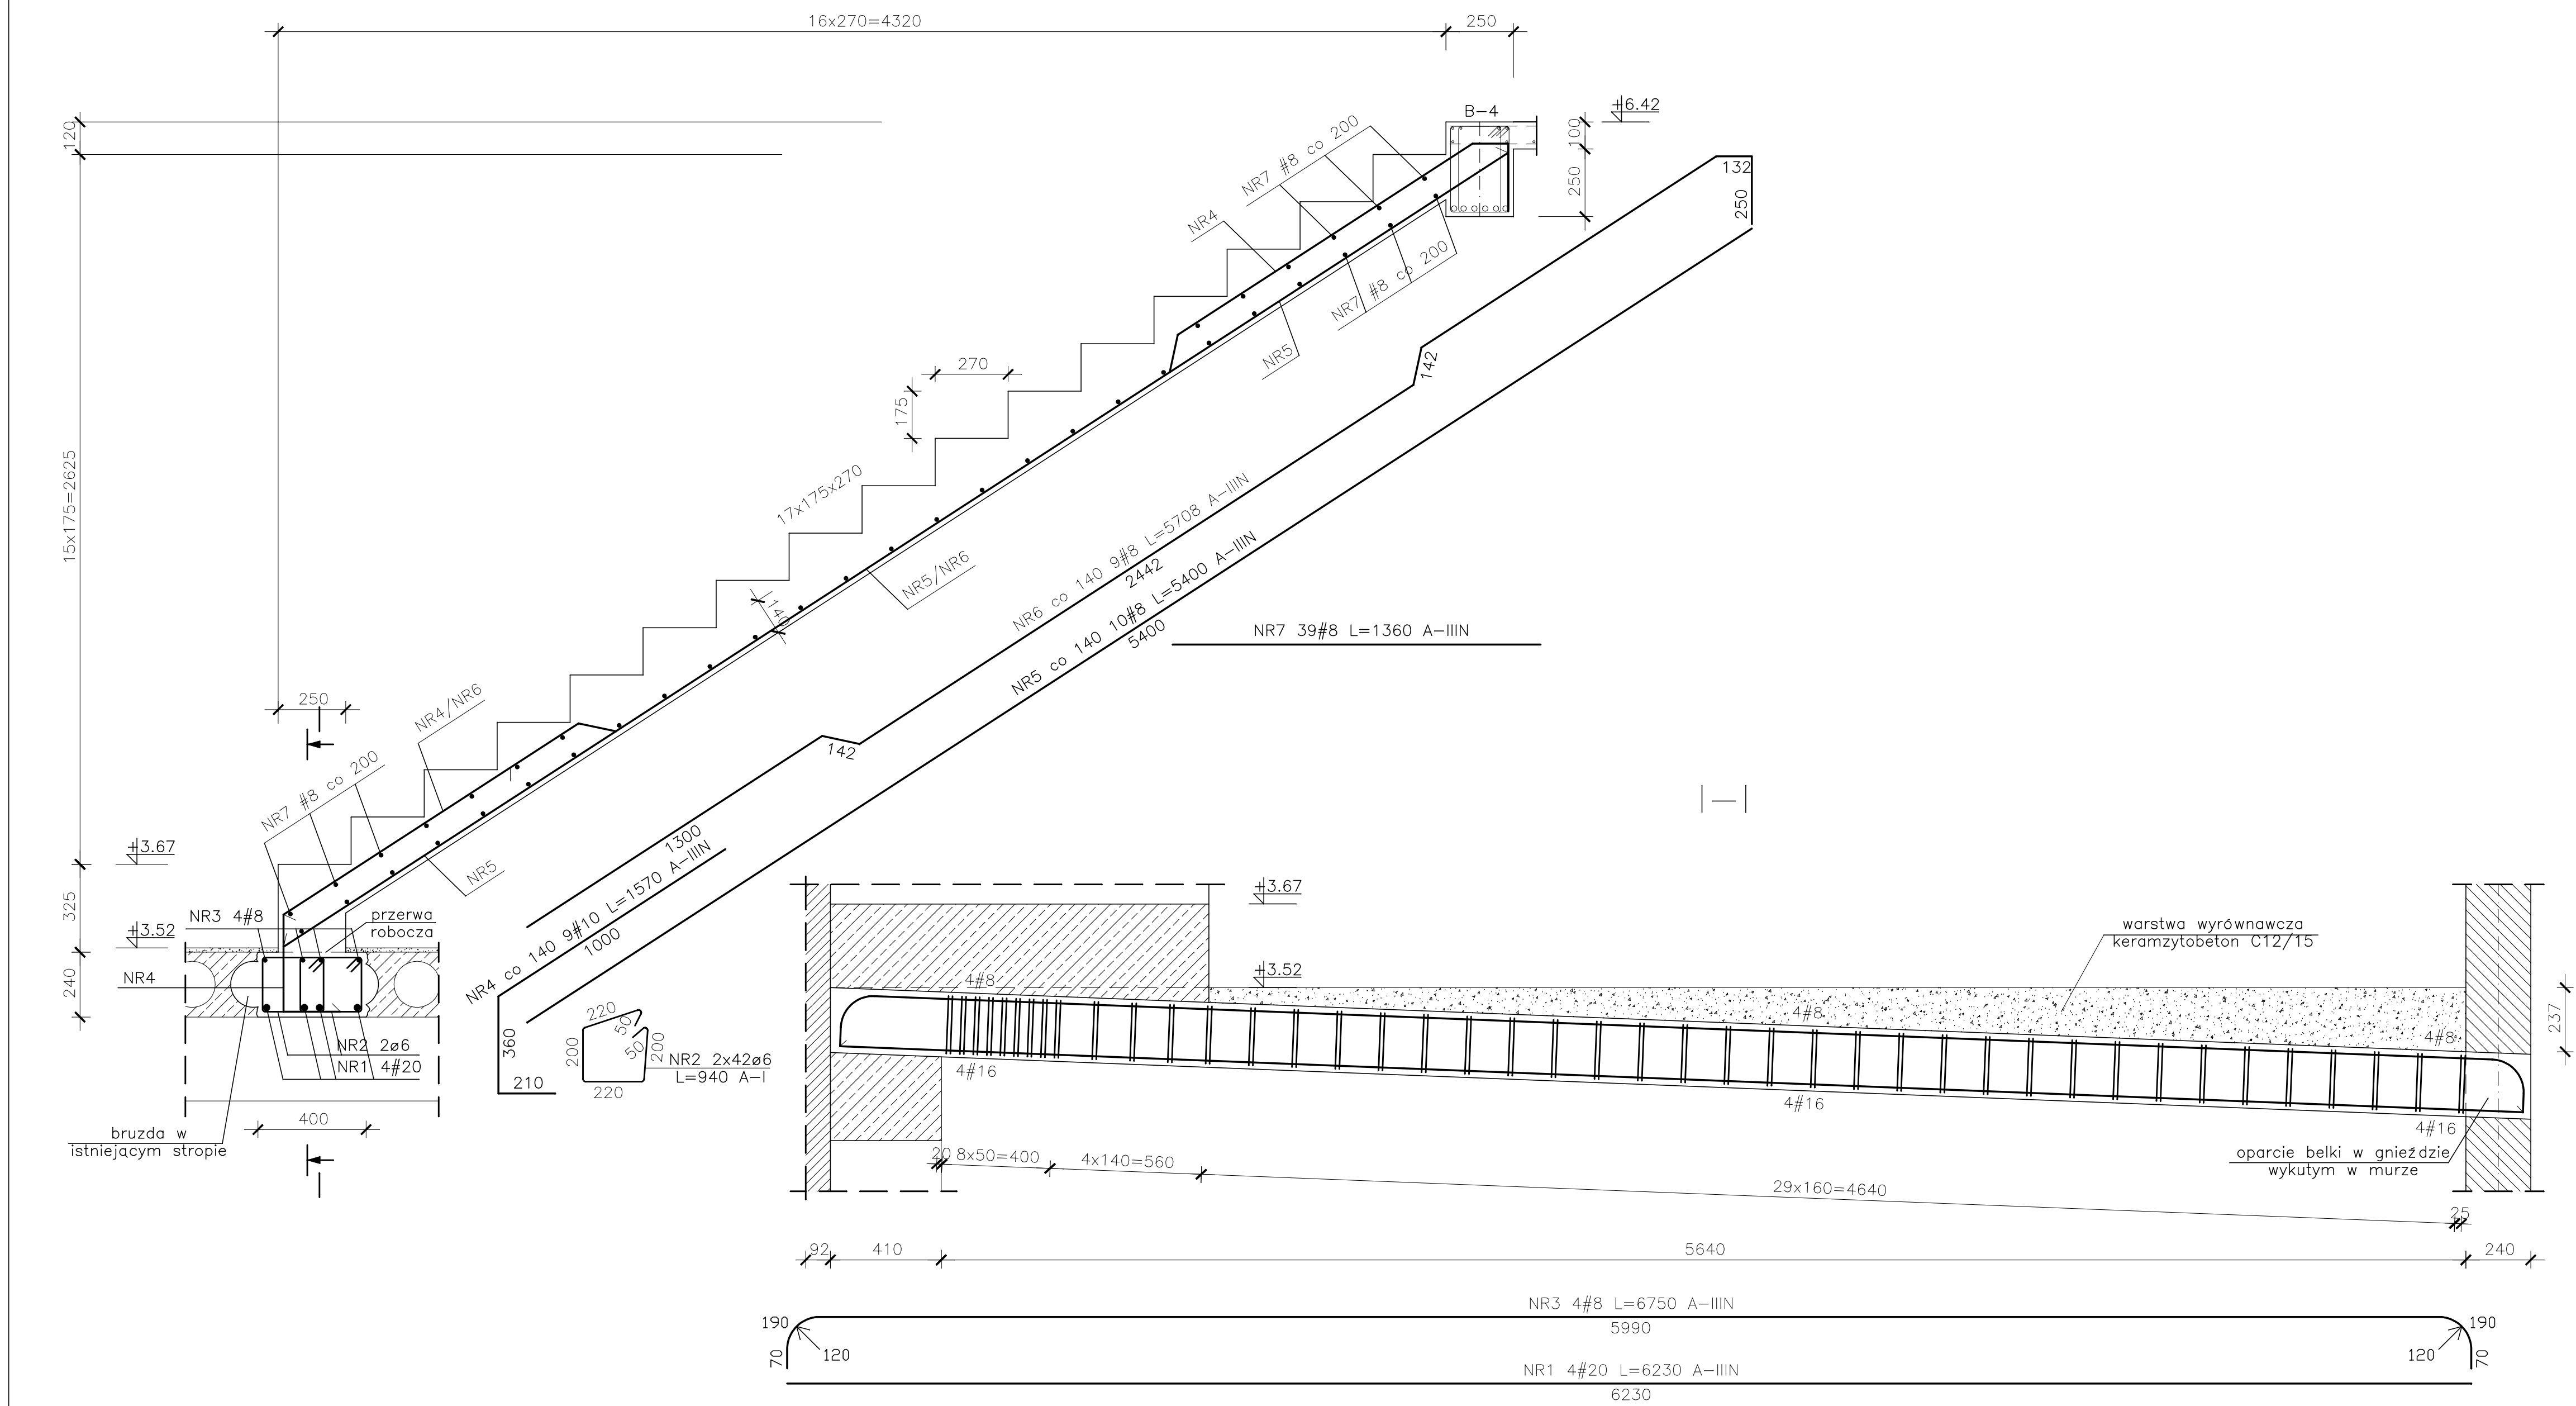 16x270=4320
250
120
B-4
+6.42
100
250
NR7 #8 co 200
NR4
132
250
NR7 #8 co 200
NR5
142
270
175
15x175=2625
17x175x270
NR5/NR6
140
NR6 co 140 9#8 L=5708 A-IIIN
2442
NR5 co 140 10#8 L=5400 A-IIIN
5400
NR7 39#8 L=1360 A-IIIN
250
NR4/NR6
NR7 #8 co 200
142
NR5
+3.67
325
+3.52
NR3 4#8
przerwa
robocza
240
NR4
NR2 2ø6
NR1 4#20
400
bruzda w
istniejącym stropie
1300
NR4 co 140 9#10 L=1570 A-IIIN
1000
360
210
220
50
50
200
200
220
NR2 2x42ø6
L=940 A-I
I—I
+3.67
+3.52
warstwa wyrównawcza
keramzytobeton C12/15
4#8
4#8
4#8
237
4#16
4#16
4#16
oparcie belki w gnieździe
wykutym w murze
20
8x50=400
4x140=560
29x160=4640
25
92
410
5640
240
NR3 4#8 L=6750 A-IIIN
5990
190
120
70
190
120
70
NR1 4#20 L=6230 A-IIIN
6230